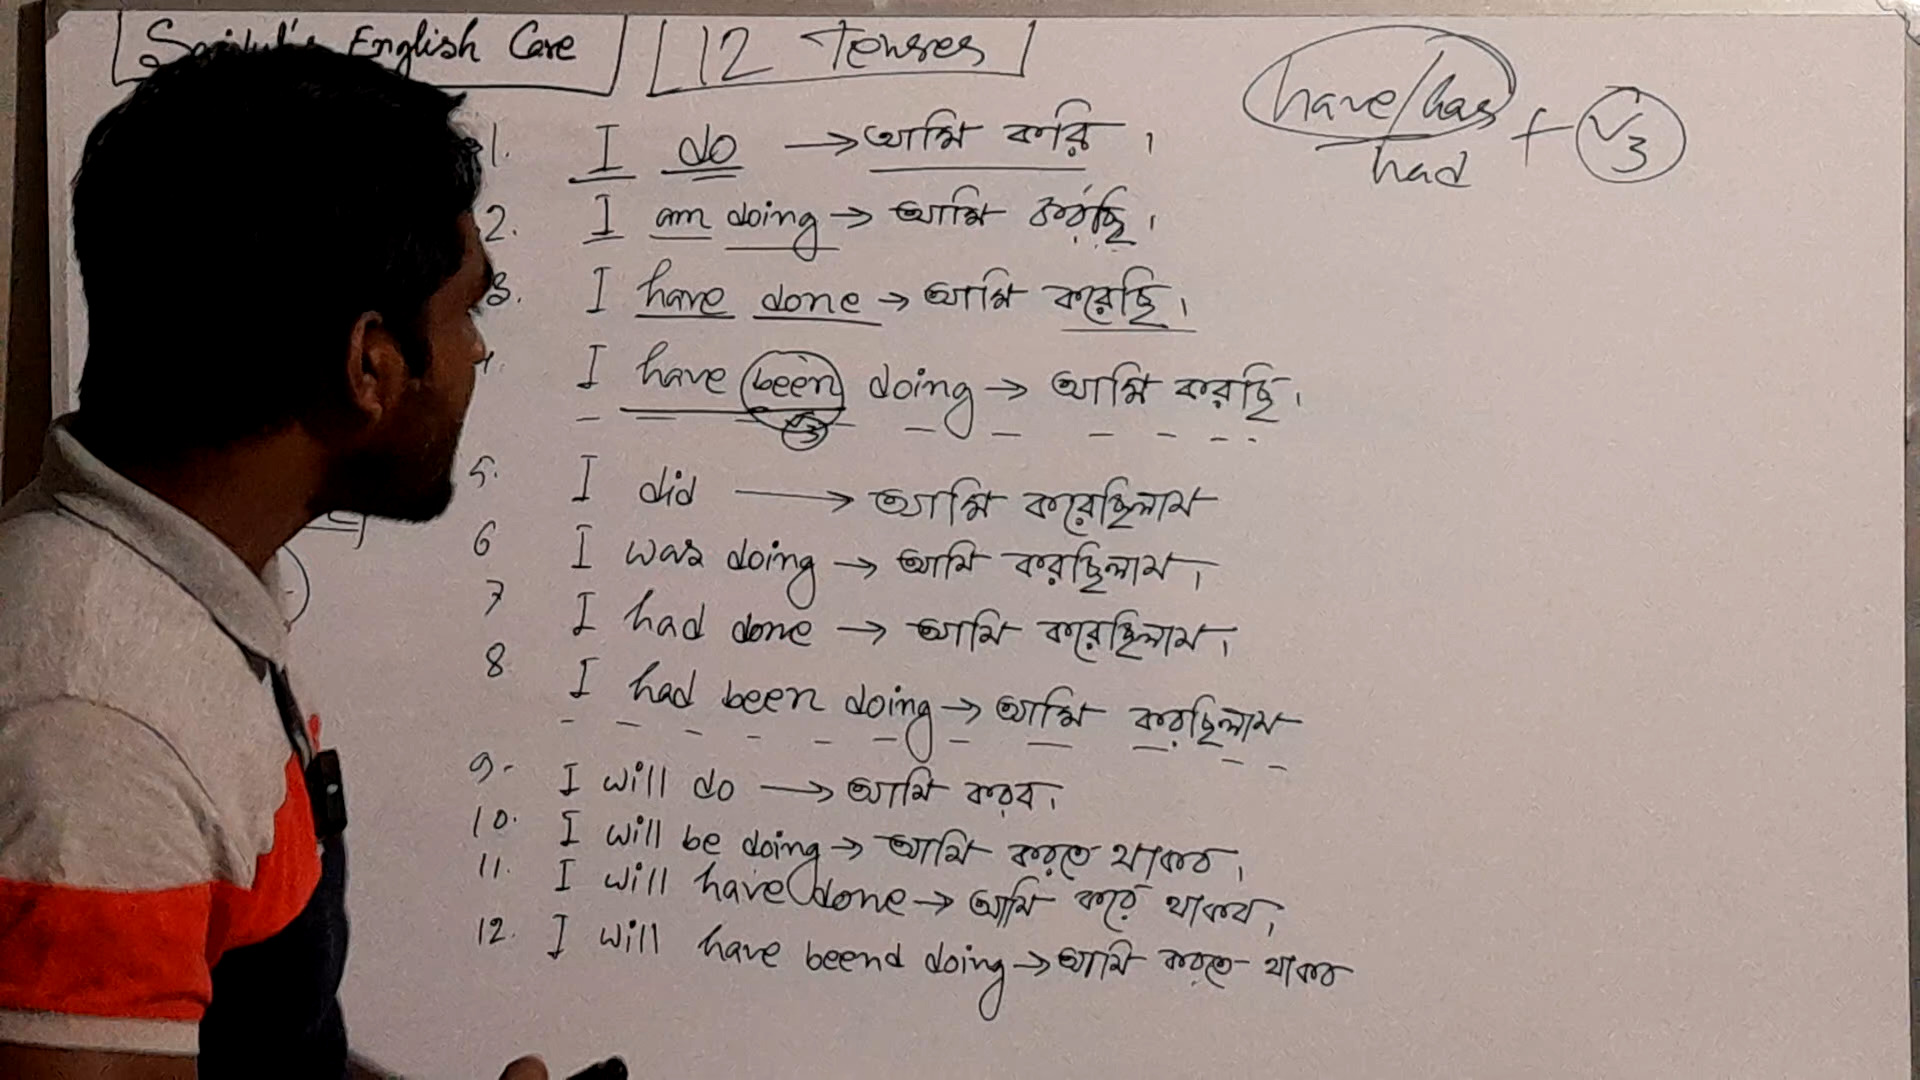 English Care 12 Tenses
have/has + V3
had
1. I do → আমি করি ।
2. I am doing → আমি করছি ।
3. I have done → আমি করেছি ।
I have been doing → আমি করছি ।
V3
5. I did → আমি করেছিলাম
6 I was doing → আমি করছিলাম ।
7 I had done → আমি করেছিলাম ।
8 I had been doing → আমি করছিলাম
9. I will do → আমি করব ।
10. I will be doing → আমি করতে থাকব ।
11. I will have done → আমি করে থাকব ।
12. I will have beend doing → আমি করতে থাকব